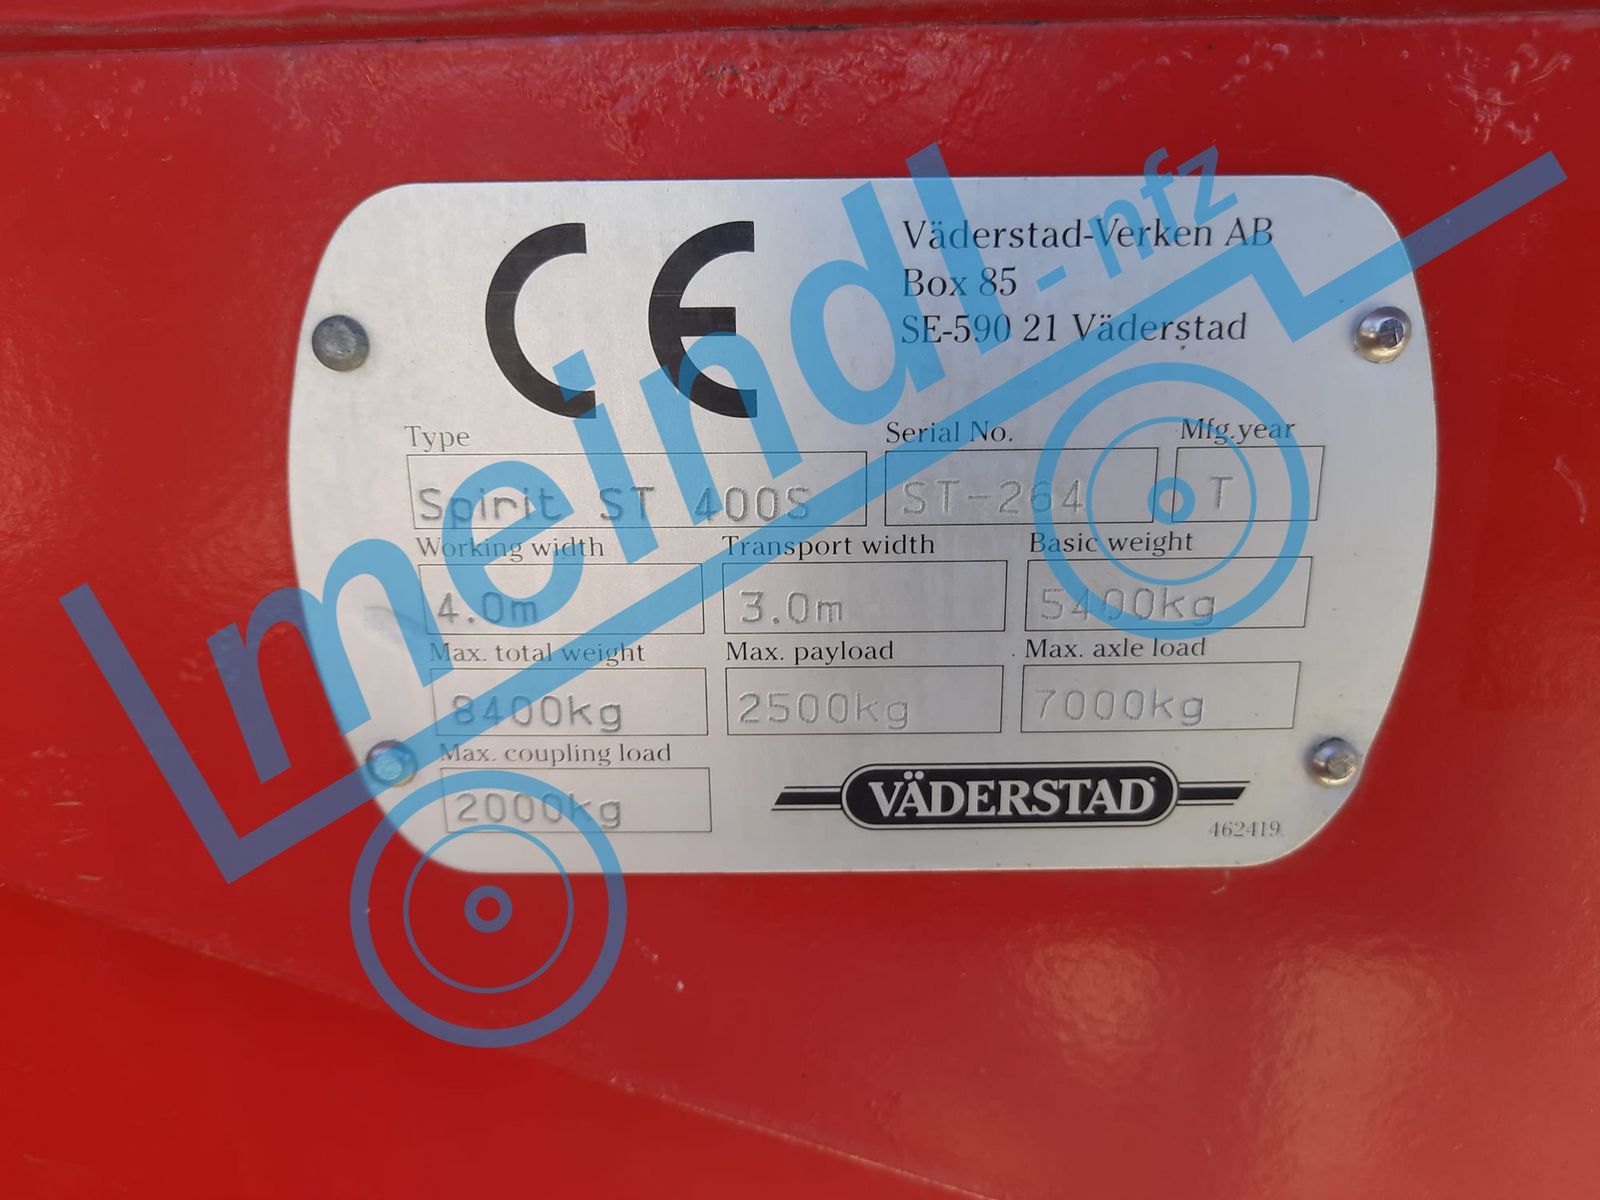 Väderstad-Verken AB
Box 85
SE-590 21 Väderstad
Type Serial No. Mfg.year
Spirit ST 400S ST-264 T
Working width Transport width Basic weight
4.0m 3.0m 5400kg
Max. total weight Max. payload Max. axle load
8400kg 2500kg 7000kg
Max. coupling load
2000kg
VÄDERSTAD
462419
meindl-nfz